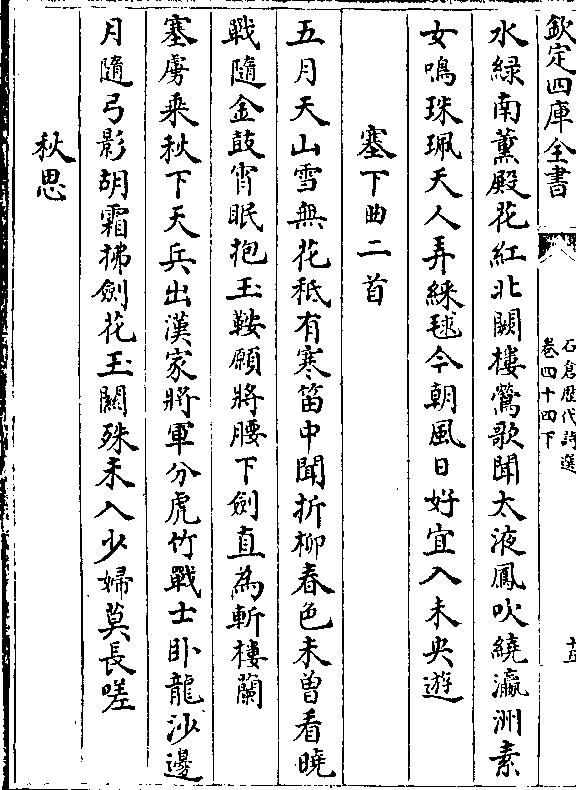 欽定四庫全書
石倉歷代詩選
卷四十四下
水緑南薫殿花紅北闕樓鶯歌聞太液鳳吹繞瀛洲素
女鳴珠珮天人弄綵毬今朝風日好宜入未央遊
塞下曲二首
五月天山雪無花秖有寒笛中聞折柳春色未曽看曉
戰隨金鼓宵眠抱玉鞍願將腰下劍直為斬樓蘭
塞虜乘秋下天兵出漢家將軍分虎竹戰士卧龍沙邊
月隨弓影胡霜拂劍花玉關殊未入少婦莫長嗟
秋思